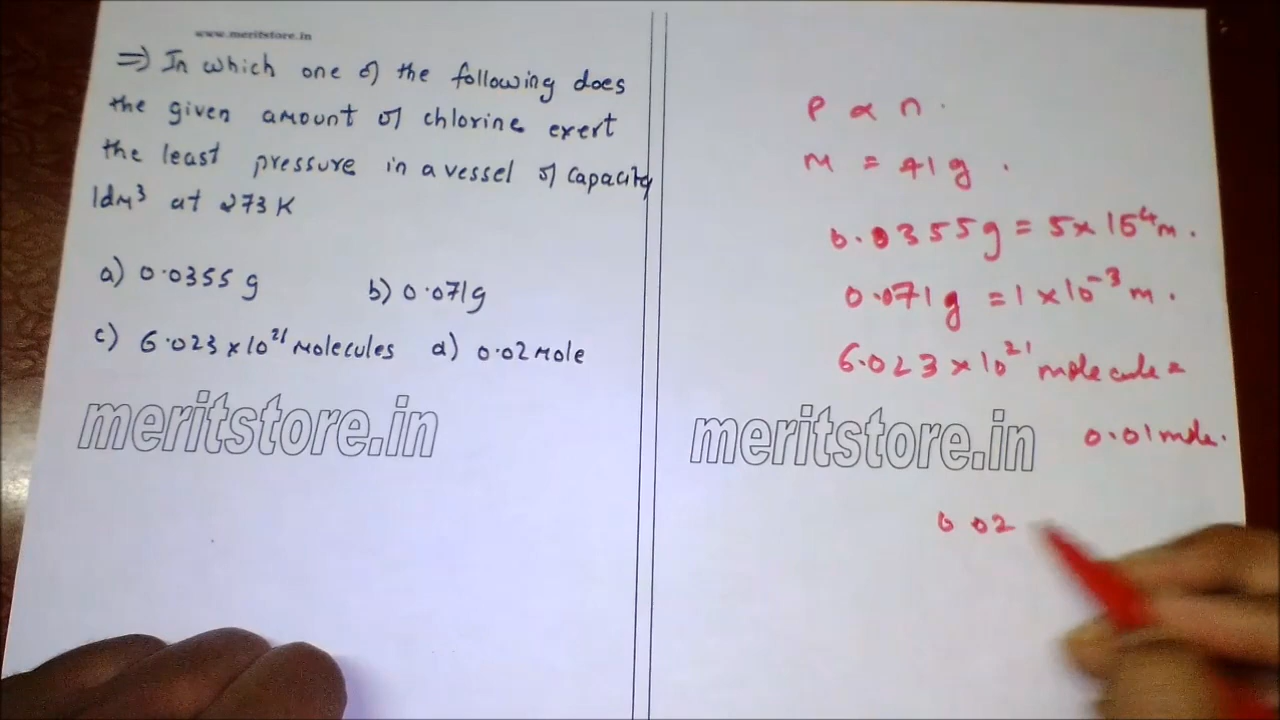 www.meritstore.in
⇒) In which one of the following does
the given amount of chlorine exert
the least pressure in a vessel of capacity
1dm³ at 273 K
a) 0.0355 g b) 0.071g
c) 6.023 × 10²¹ molecules d) 0.02 mole
meritstore.in
P ∝ n.
M = 71 g.
0.0355g = 5 × 10⁻⁴ m.
0.071 g = 1 × 10⁻³ m.
6.023 × 10²¹ molecule =
meritstore.in
0.01 mole.
0.02